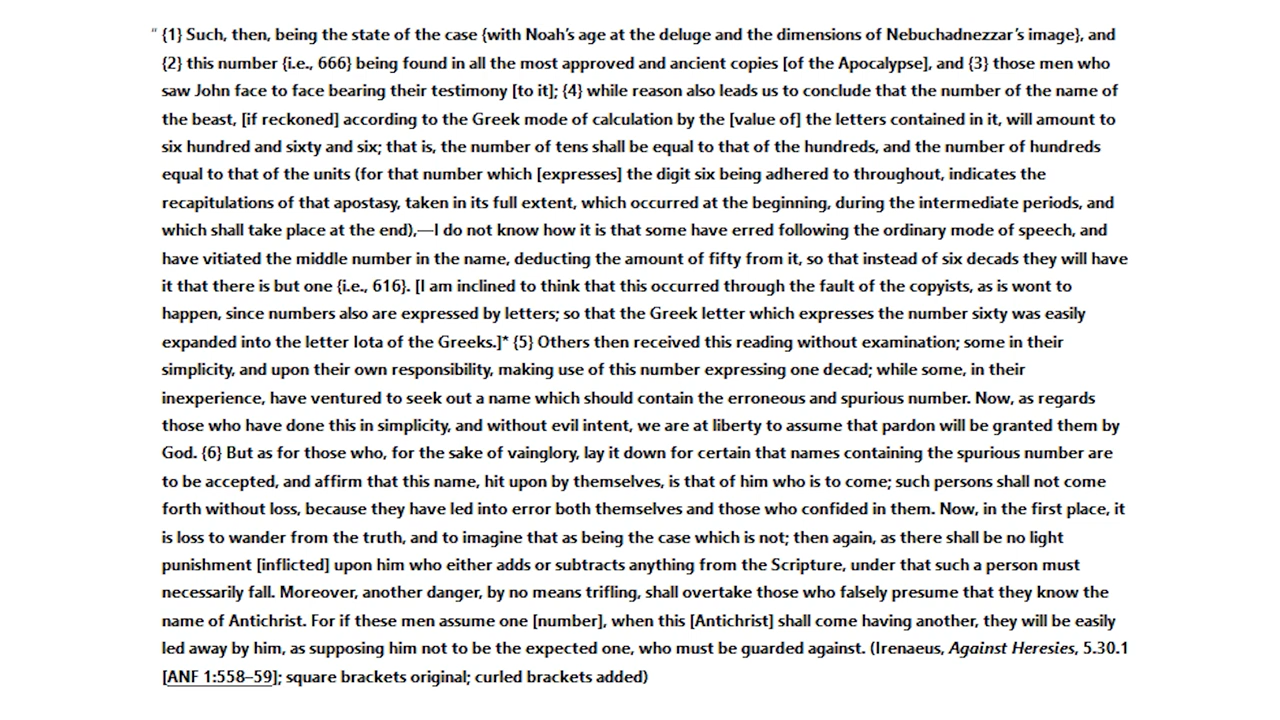 “ {1} Such, then, being the state of the case {with Noah’s age at the deluge and the dimensions of Nebuchadnezzar’s image}, and
{2} this number {i.e., 666} being found in all the most approved and ancient copies [of the Apocalypse], and {3} those men who
saw John face to face bearing their testimony [to it]; {4} while reason also leads us to conclude that the number of the name of
the beast, [if reckoned] according to the Greek mode of calculation by the [value of] the letters contained in it, will amount to
six hundred and sixty and six; that is, the number of tens shall be equal to that of the hundreds, and the number of hundreds
equal to that of the units (for that number which [expresses] the digit six being adhered to throughout, indicates the
recapitulations of that apostasy, taken in its full extent, which occurred at the beginning, during the intermediate periods, and
which shall take place at the end),—I do not know how it is that some have erred following the ordinary mode of speech, and
have vitiated the middle number in the name, deducting the amount of fifty from it, so that instead of six decads they will have
it that there is but one {i.e., 616}. [I am inclined to think that this occurred through the fault of the copyists, as is wont to
happen, since numbers also are expressed by letters; so that the Greek letter which expresses the number sixty was easily
expanded into the letter Iota of the Greeks.]* {5} Others then received this reading without examination; some in their
simplicity, and upon their own responsibility, making use of this number expressing one decad; while some, in their
inexperience, have ventured to seek out a name which should contain the erroneous and spurious number. Now, as regards
those who have done this in simplicity, and without evil intent, we are at liberty to assume that pardon will be granted them by
God. {6} But as for those who, for the sake of vainglory, lay it down for certain that names containing the spurious number are
to be accepted, and affirm that this name, hit upon by themselves, is that of him who is to come; such persons shall not come
forth without loss, because they have led into error both themselves and those who confided in them. Now, in the first place, it
is loss to wander from the truth, and to imagine that as being the case which is not; then again, as there shall be no light
punishment [inflicted] upon him who either adds or subtracts anything from the Scripture, under that such a person must
necessarily fall. Moreover, another danger, by no means trifling, shall overtake those who falsely presume that they know the
name of Antichrist. For if these men assume one [number], when this [Antichrist] shall come having another, they will be easily
led away by him, as supposing him not to be the expected one, who must be guarded against. (Irenaeus, Against Heresies, 5.30.1
[ANF 1:558–59]; square brackets original; curled brackets added)